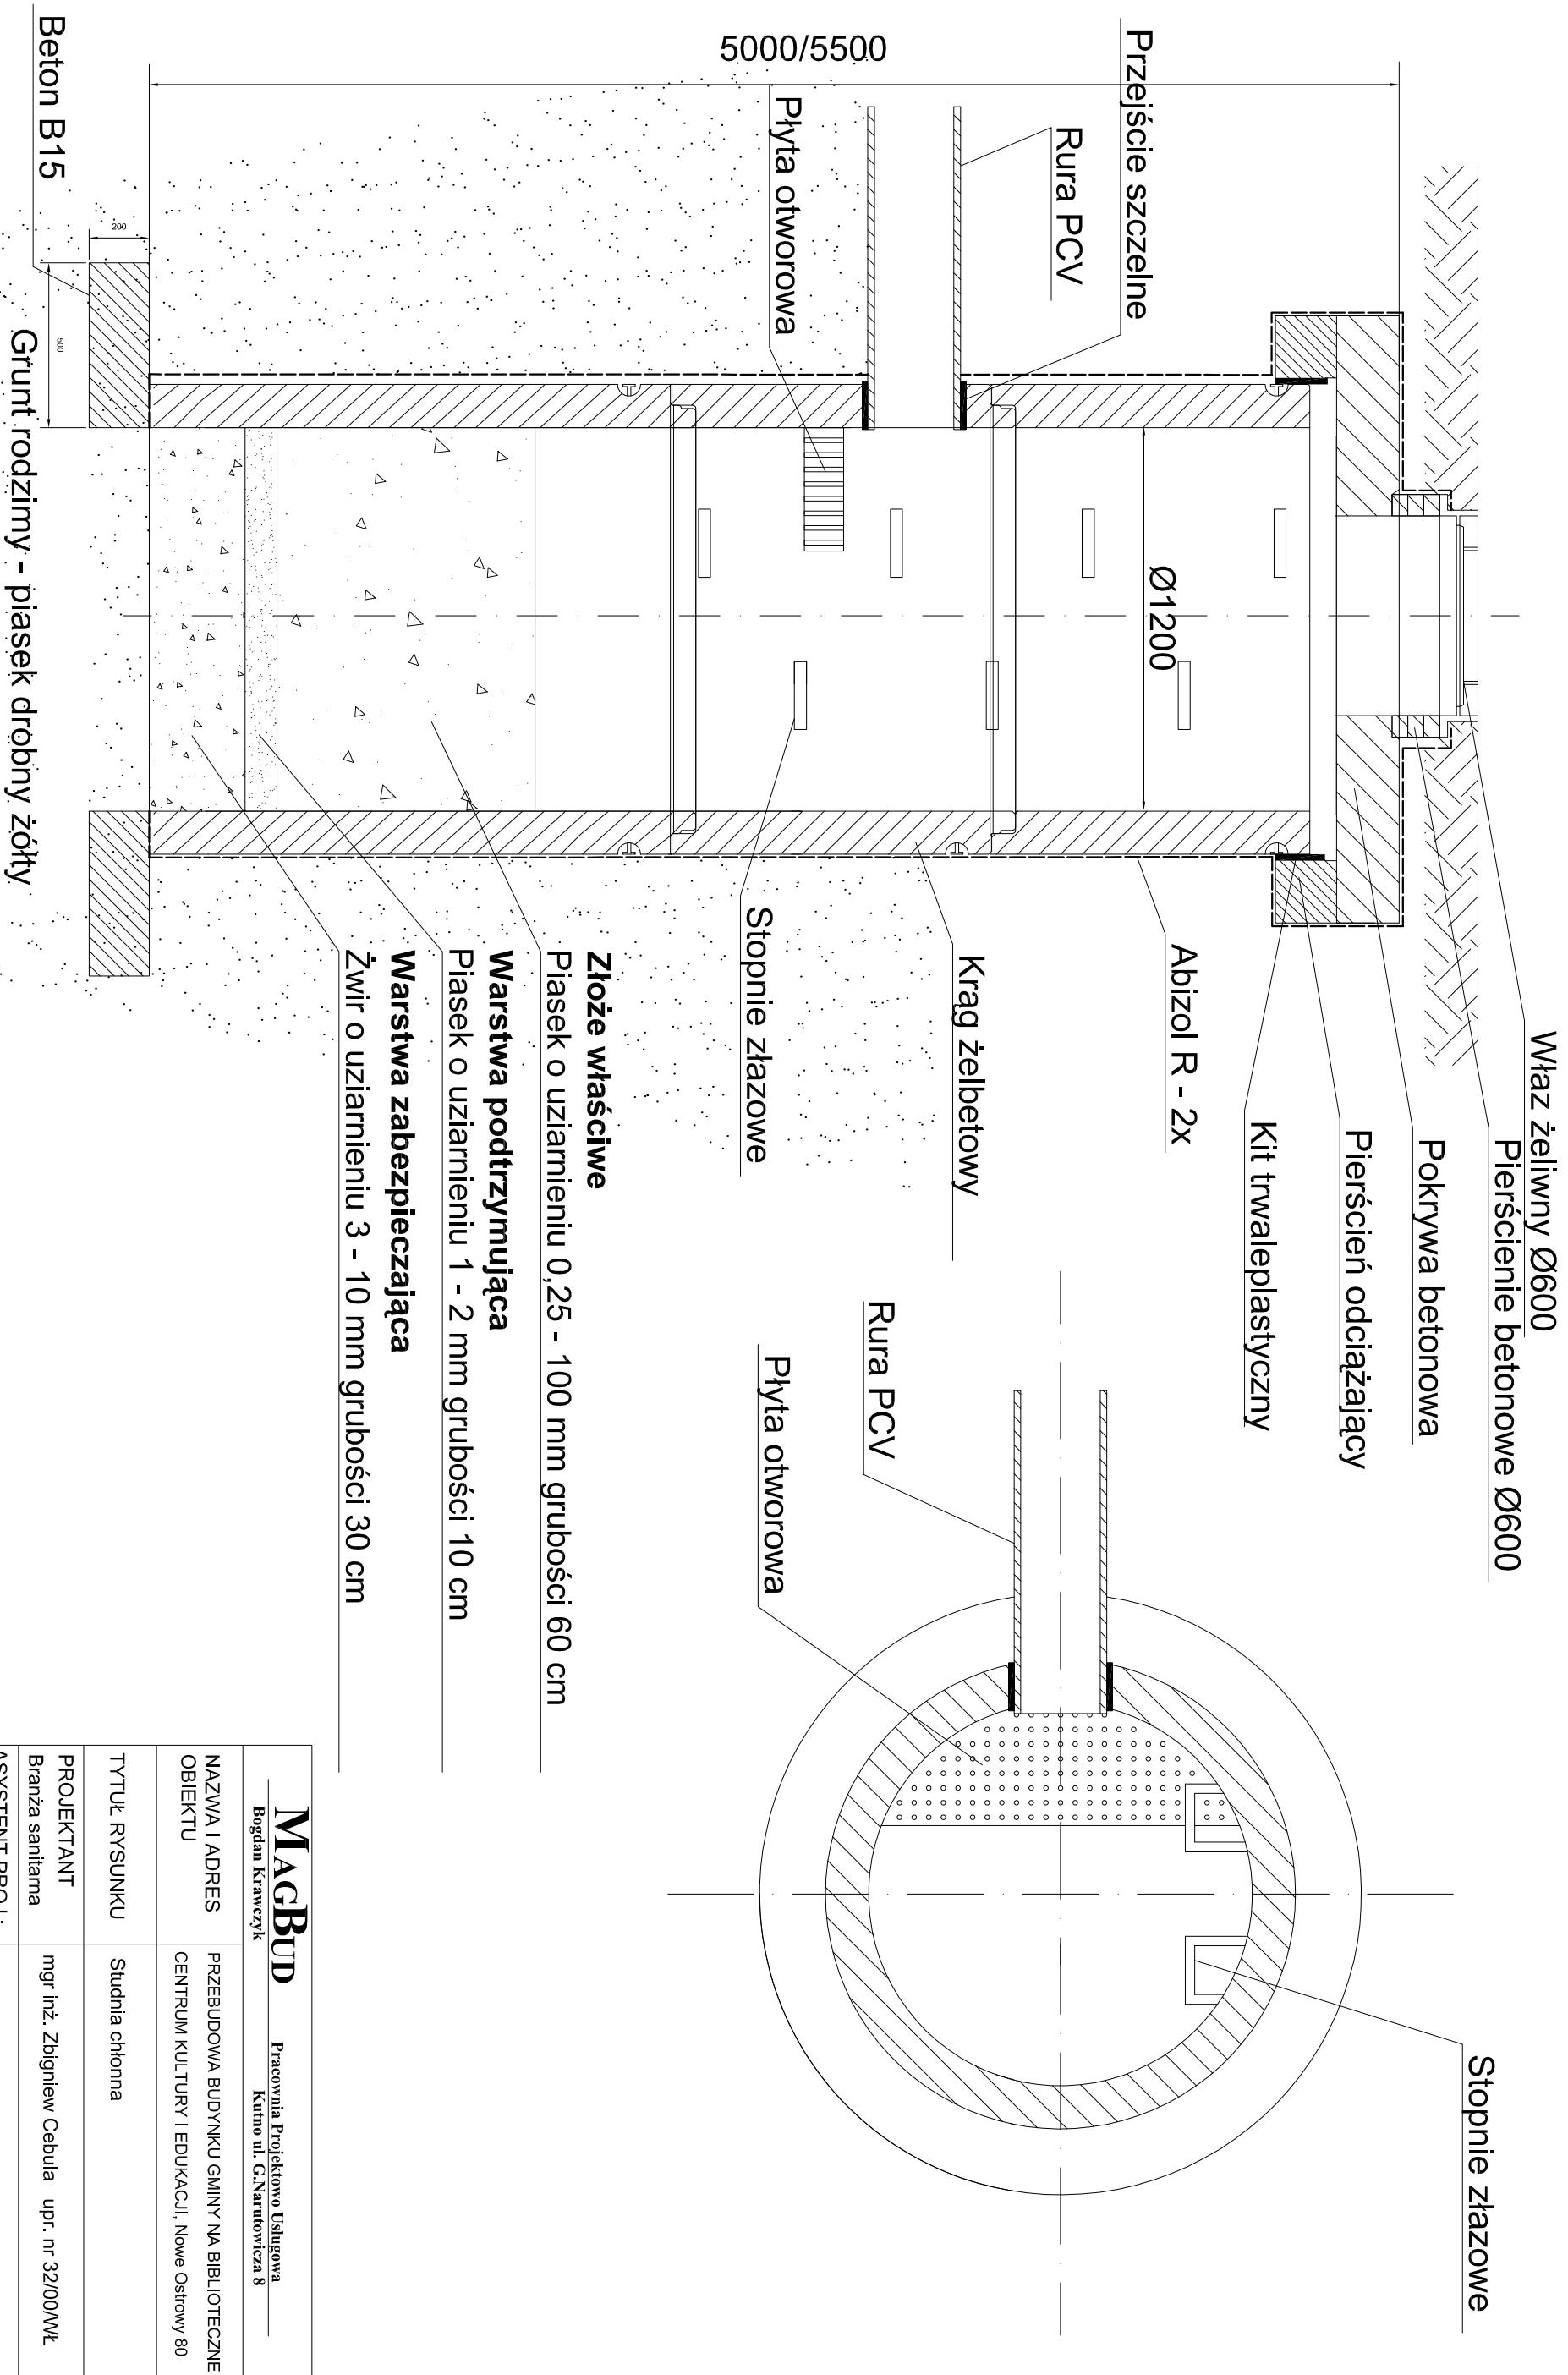 Właz żeliwny Ø600
Pierścienie betonowe Ø600
Pokrywa betonowa
Pierścień odciążający
Kit trwaleplastyczny
Abizol R - 2x
Krąg żelbetowy
Stopnie złazowe
Przejście szczelne
Rura PCV
Płyta otworowa
5000/5500
Ø1200
200
500
Beton B15
Grunt rodzimy - piasek drobny żółty
Złoże właściwe
Piasek o uziarnieniu 0,25 - 100 mm grubości 60 cm
Warstwa podtrzymująca
Piasek o uziarnieniu 1 - 2 mm grubości 10 cm
Warstwa zabezpieczająca
Żwir o uziarnieniu 3 - 10 mm grubości 30 cm
Rura PCV
Płyta otworowa
Stopnie złazowe
MAGBUD
Bogdan Krawczyk
Pracownia Projektowo Usługowa
Kutno ul. G.Narutowicza 8
NAZWA I ADRES
OBIEKTU
PRZEBUDOWA BUDYNKU GMINY NA BIBLIOTECZNE
CENTRUM KULTURY I EDUKACJI, Nowe Ostrowy 80
TYTUŁ RYSUNKU
Studnia chłonna
PROJEKTANT
Branża sanitarna
mgr inż. Zbigniew Cebula upr. nr 32/00/WŁ
ASYSTENT PROJ.: